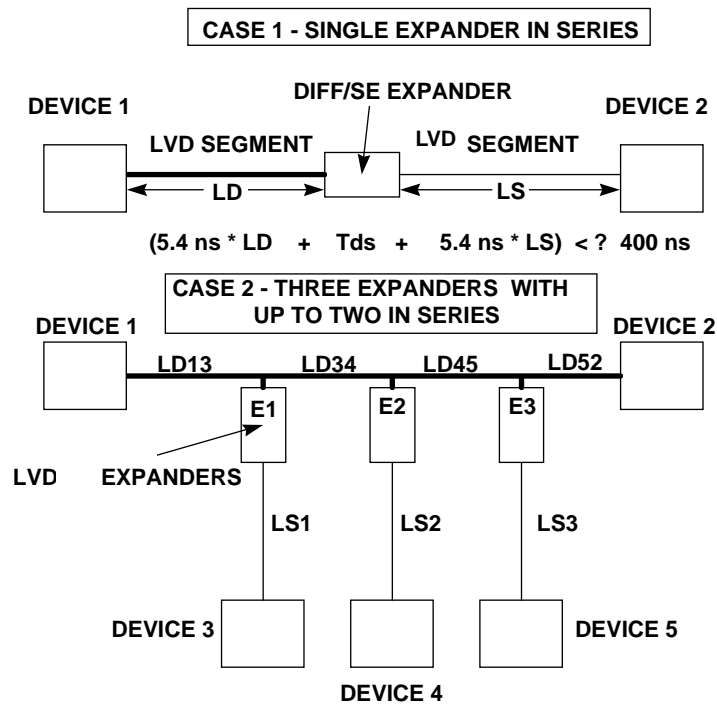 CASE 1 - SINGLE EXPANDER IN SERIES
DIFF/SE EXPANDER
DEVICE 1
DEVICE 2
LVD SEGMENT
LVD SEGMENT
LD
LS
(5.4 ns * LD + Tds + 5.4 ns * LS) < ? 400 ns
CASE 2 - THREE EXPANDERS WITH
UP TO TWO IN SERIES
DEVICE 1
DEVICE 2
LD13
LD34
LD45
LD52
E1
E2
E3
LVD EXPANDERS
LS1
LS2
LS3
DEVICE 3
DEVICE 5
DEVICE 4